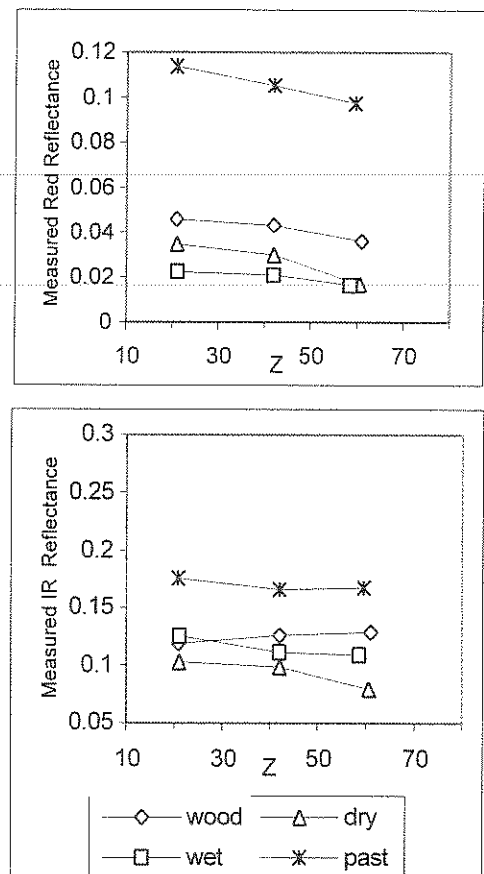 Measured Red Reflectance
0.12
0.1
0.08
0.06
0.04
0.02
0
10 30 50 70
Z
Measured IR Reflectance
0.3
0.25
0.2
0.15
0.1
0.05
10 30 50 70
Z
wood dry
wet past